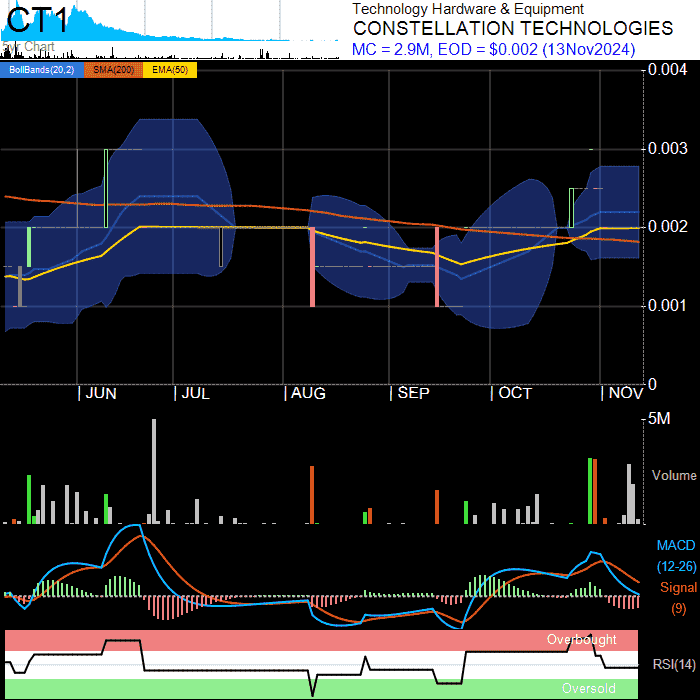 CT1
5yr Chart
Technology Hardware & Equipment
CONSTELLATION TECHNOLOGIES
MC = 2.9M, EOD = $0.002 (13Nov2024)
BollBands(20,2) SMA(200) EMA(50)
0.004
0.003
0.002
0.001
0
| JUN | JUL | AUG | SEP | OCT | NOV
5M
Volume
MACD
(12-26)
Signal
(9)
Overbought
RSI(14)
Oversold